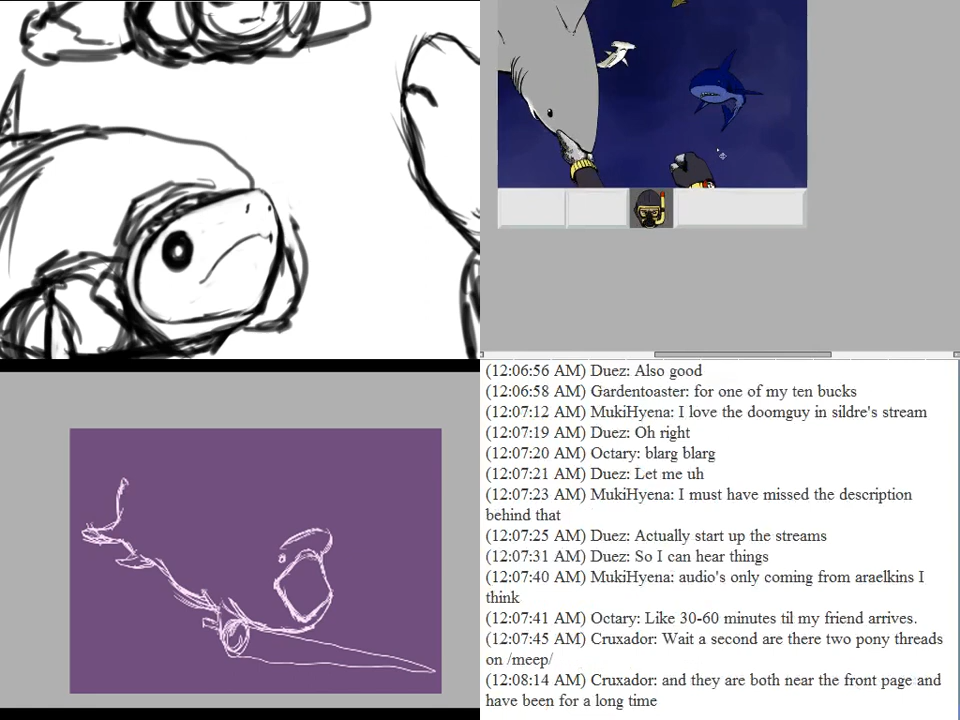 (12:06:56 AM) Duez: Also good
(12:06:58 AM) Gardentoaster: for one of my ten bucks
(12:07:12 AM) MukiHyena: I love the doomguy in sildre's stream
(12:07:19 AM) Duez: Oh right
(12:07:20 AM) Octary: blarg blarg
(12:07:21 AM) Duez: Let me uh
(12:07:23 AM) MukiHyena: I must have missed the description
behind that
(12:07:25 AM) Duez: Actually start up the streams
(12:07:31 AM) Duez: So I can hear things
(12:07:40 AM) MukiHyena: audio's only coming from araelkins I
think
(12:07:41 AM) Octary: Like 30-60 minutes til my friend arrives.
(12:07:45 AM) Cruxador: Wait a second are there two pony threads
on /meep/
(12:08:14 AM) Cruxador: and they are both near the front page and
have been for a long time